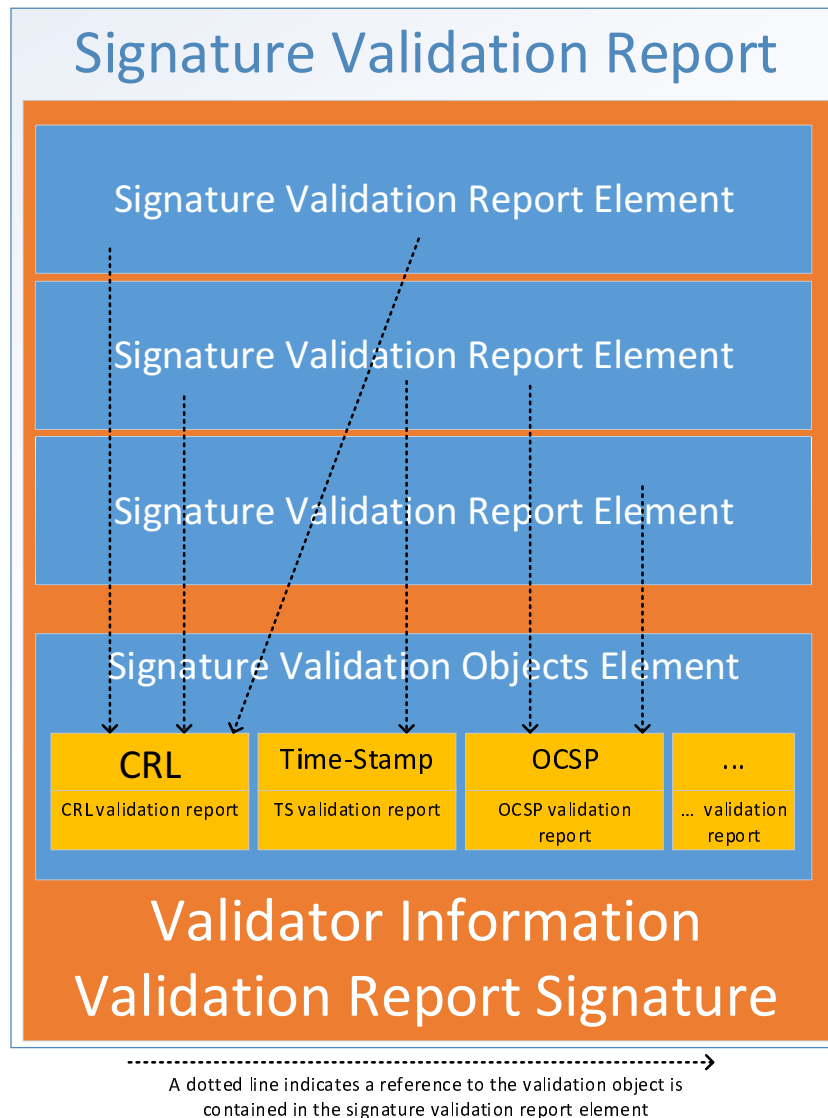 Signature Validation Report
Signature Validation Report Element
Signature Validation Report Element
Signature Validation Report Element
Signature Validation Objects Element
CRL
CRL validation report
Time-Stamp
TS validation report
OCSP
OCSP validation
report
...
... validation
report
Validator Information
Validation Report Signature
A dotted line indicates a reference to the validation object is
contained in the signature validation report element